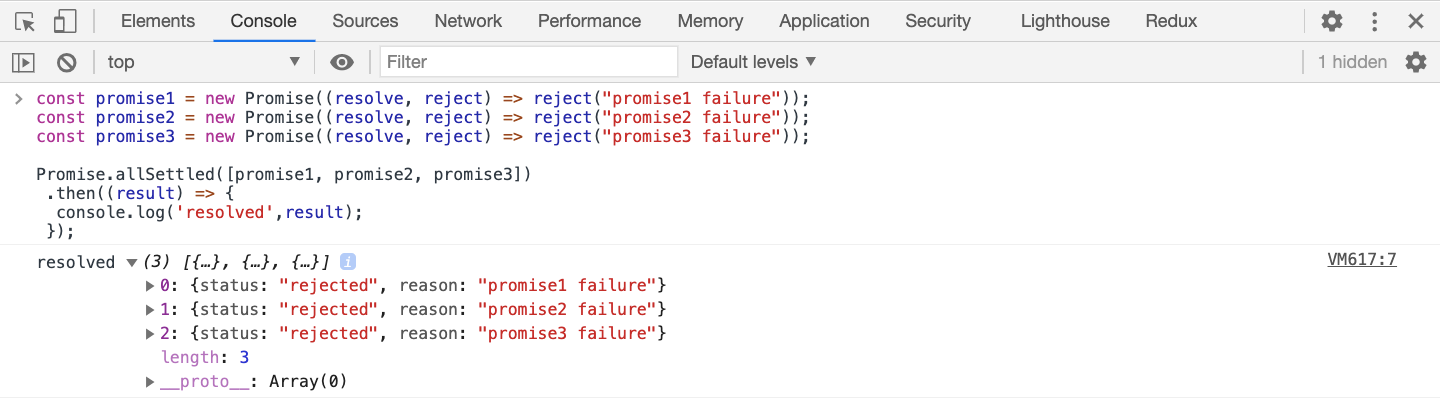 Elements Console Sources Network Performance Memory Application Security Lighthouse Redux
top Filter Default levels 1 hidden
const promise1 = new Promise((resolve, reject) => reject("promise1 failure"));
const promise2 = new Promise((resolve, reject) => reject("promise2 failure"));
const promise3 = new Promise((resolve, reject) => reject("promise3 failure"));
Promise.allSettled([promise1, promise2, promise3])
.then((result) => {
console.log('resolved',result);
});
resolved (3) [{…}, {…}, {…}] i VM617:7
0: {status: "rejected", reason: "promise1 failure"}
1: {status: "rejected", reason: "promise2 failure"}
2: {status: "rejected", reason: "promise3 failure"}
length: 3
__proto__: Array(0)